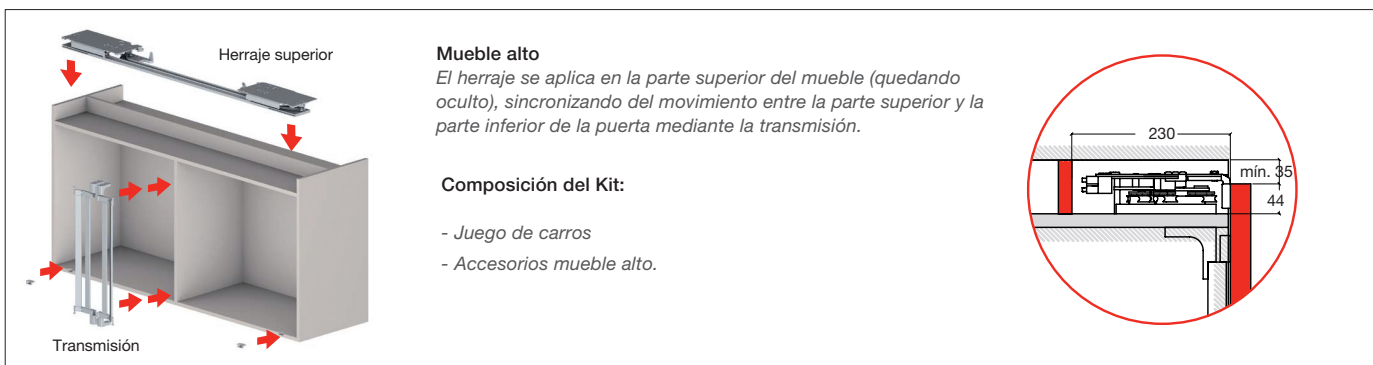 Herraje superior
Transmisión
Mueble alto
El herraje se aplica en la parte superior del mueble (quedando
oculto), sincronizando del movimiento entre la parte superior y la
parte inferior de la puerta mediante la transmisión.
Composición del Kit:
- Juego de carros
- Accesorios mueble alto.
230
mín. 35
44